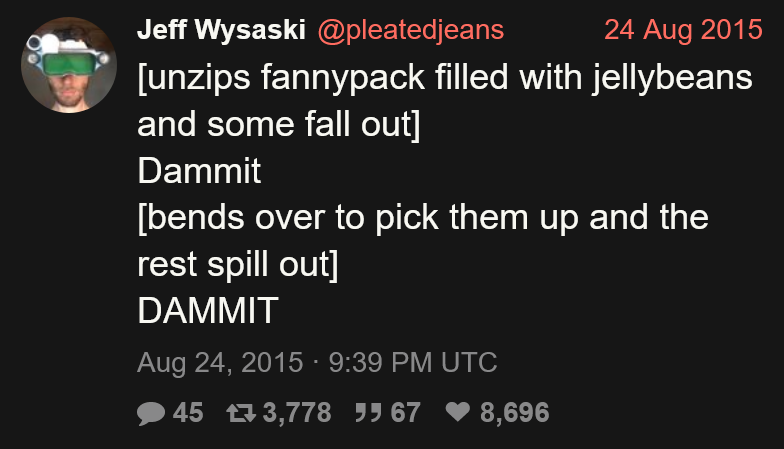 Jeff Wysaski @pleatedjeans 24 Aug 2015
[unzips fannypack filled with jellybeans
and some fall out]
Dammit
[bends over to pick them up and the
rest spill out]
DAMMIT
Aug 24, 2015 · 9:39 PM UTC
45 3,778 67 8,696